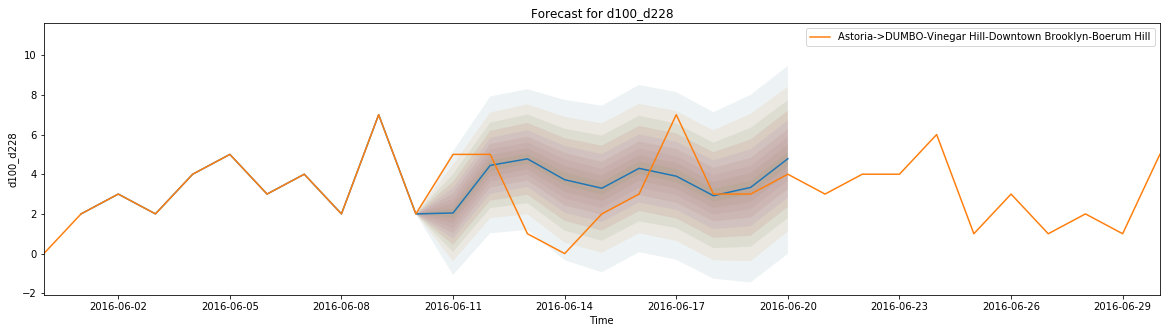 Forecast for d100_d228
Astoria->DUMBO-Vinegar Hill-Downtown Brooklyn-Boerum Hill
d100_d228
10
8
6
4
2
0
−2
2016-06-02 2016-06-05 2016-06-08 2016-06-11 2016-06-14 2016-06-17 2016-06-20 2016-06-23 2016-06-26 2016-06-29
Time